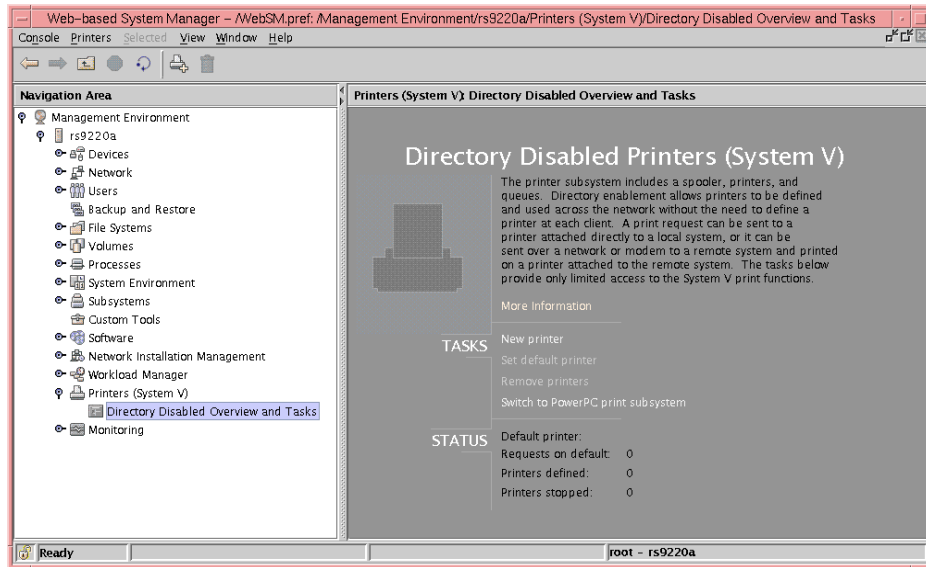 Web-based System Manager - /WebSM.pref: /Management Environment/rs9220a/Printers (System V)/Directory Disabled Overview and Tasks
Console Printers Selected View Window Help
Navigation Area
Printers (System V): Directory Disabled Overview and Tasks
Management Environment
rs9220a
Devices
Network
Users
Backup and Restore
File Systems
Volumes
Processes
System Environment
Subsystems
Custom Tools
Software
Network Installation Management
Workload Manager
Printers (System V)
Directory Disabled Overview and Tasks
Monitoring
Directory Disabled Printers (System V)
The printer subsystem includes a spooler, printers, and
queues. Directory enablement allows printers to be defined
and used across the network without the need to define a
printer at each client. A print request can be sent to a
printer attached directly to a local system, or it can be
sent over a network or modem to a remote system and printed
on a printer attached to the remote system. The tasks below
provide only limited access to the System V print functions.
More Information
TASKS
New printer
Set default printer
Remove printers
Switch to PowerPC print subsystem
STATUS
Default printer:
Requests on default: 0
Printers defined: 0
Printers stopped: 0
Ready
root - rs9220a